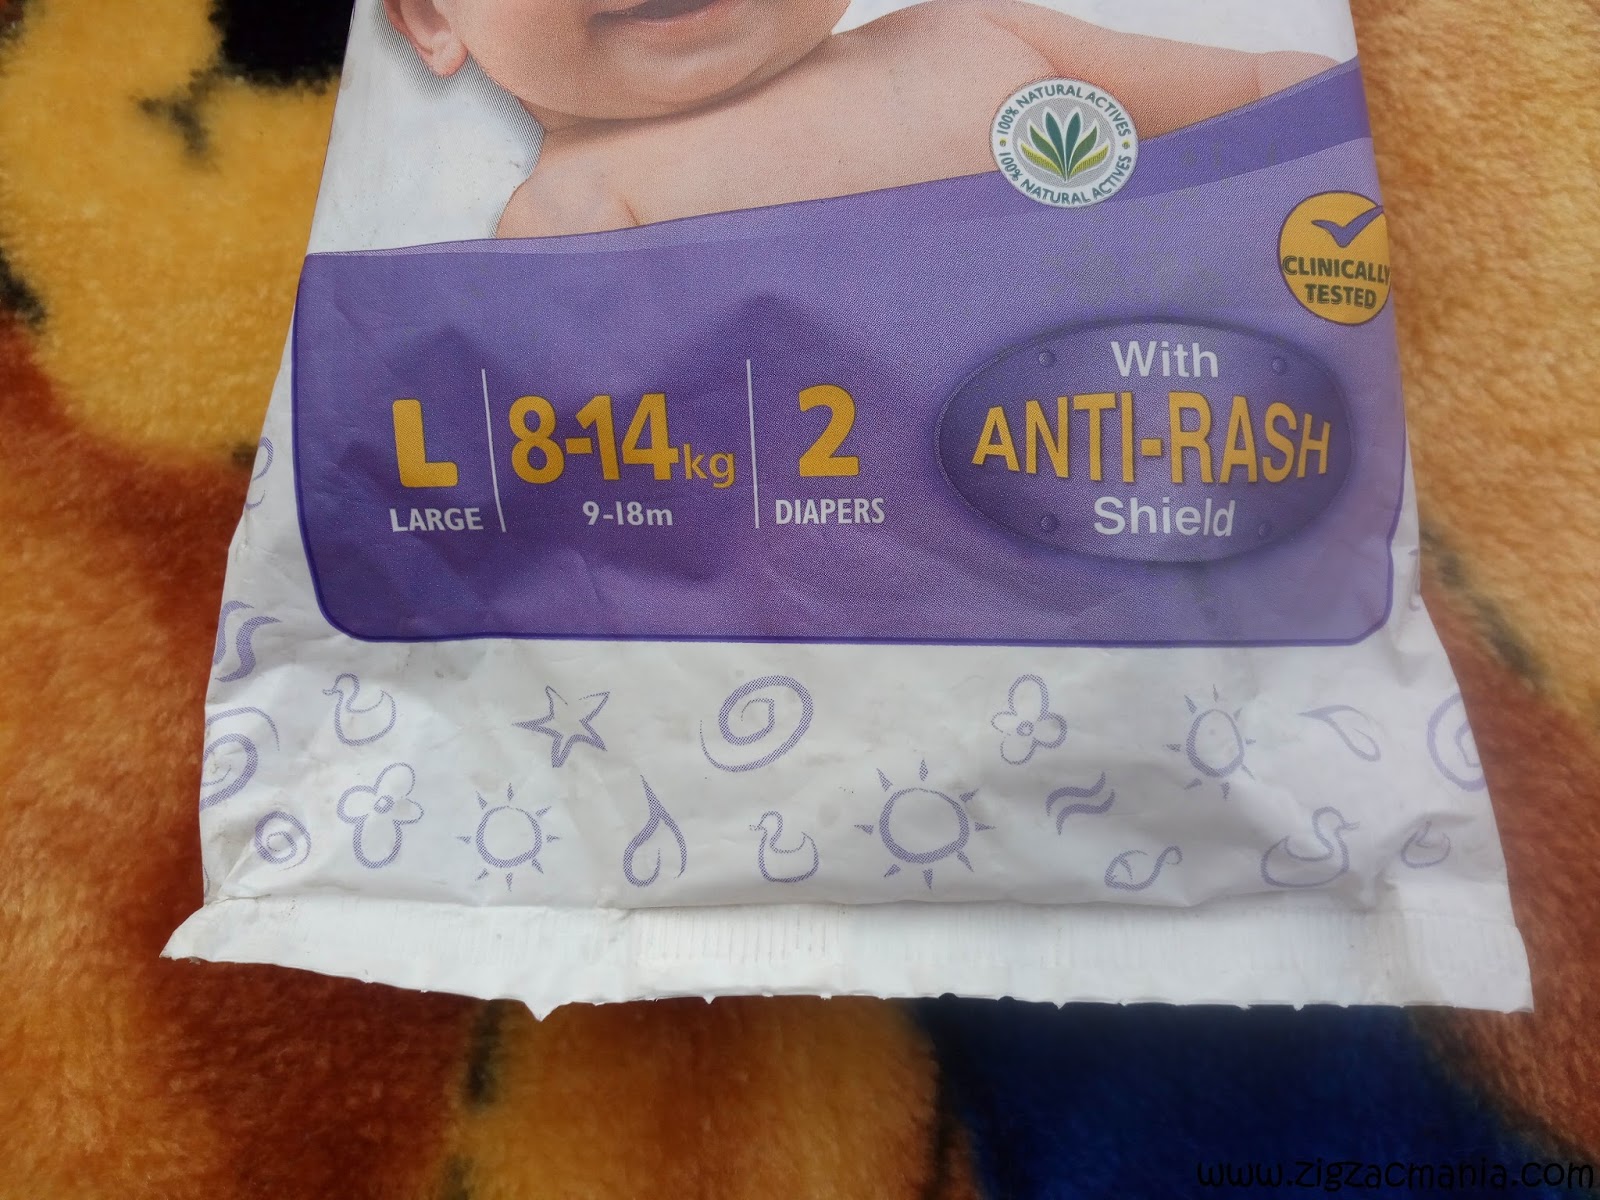 100% NATURAL ACTIVES
100% NATURAL ACTIVES
CLINICALLY
TESTED
L
LARGE
8-14kg
9-18m
2
DIAPERS
With
ANTI-RASH
Shield
www.zigzacmania.com